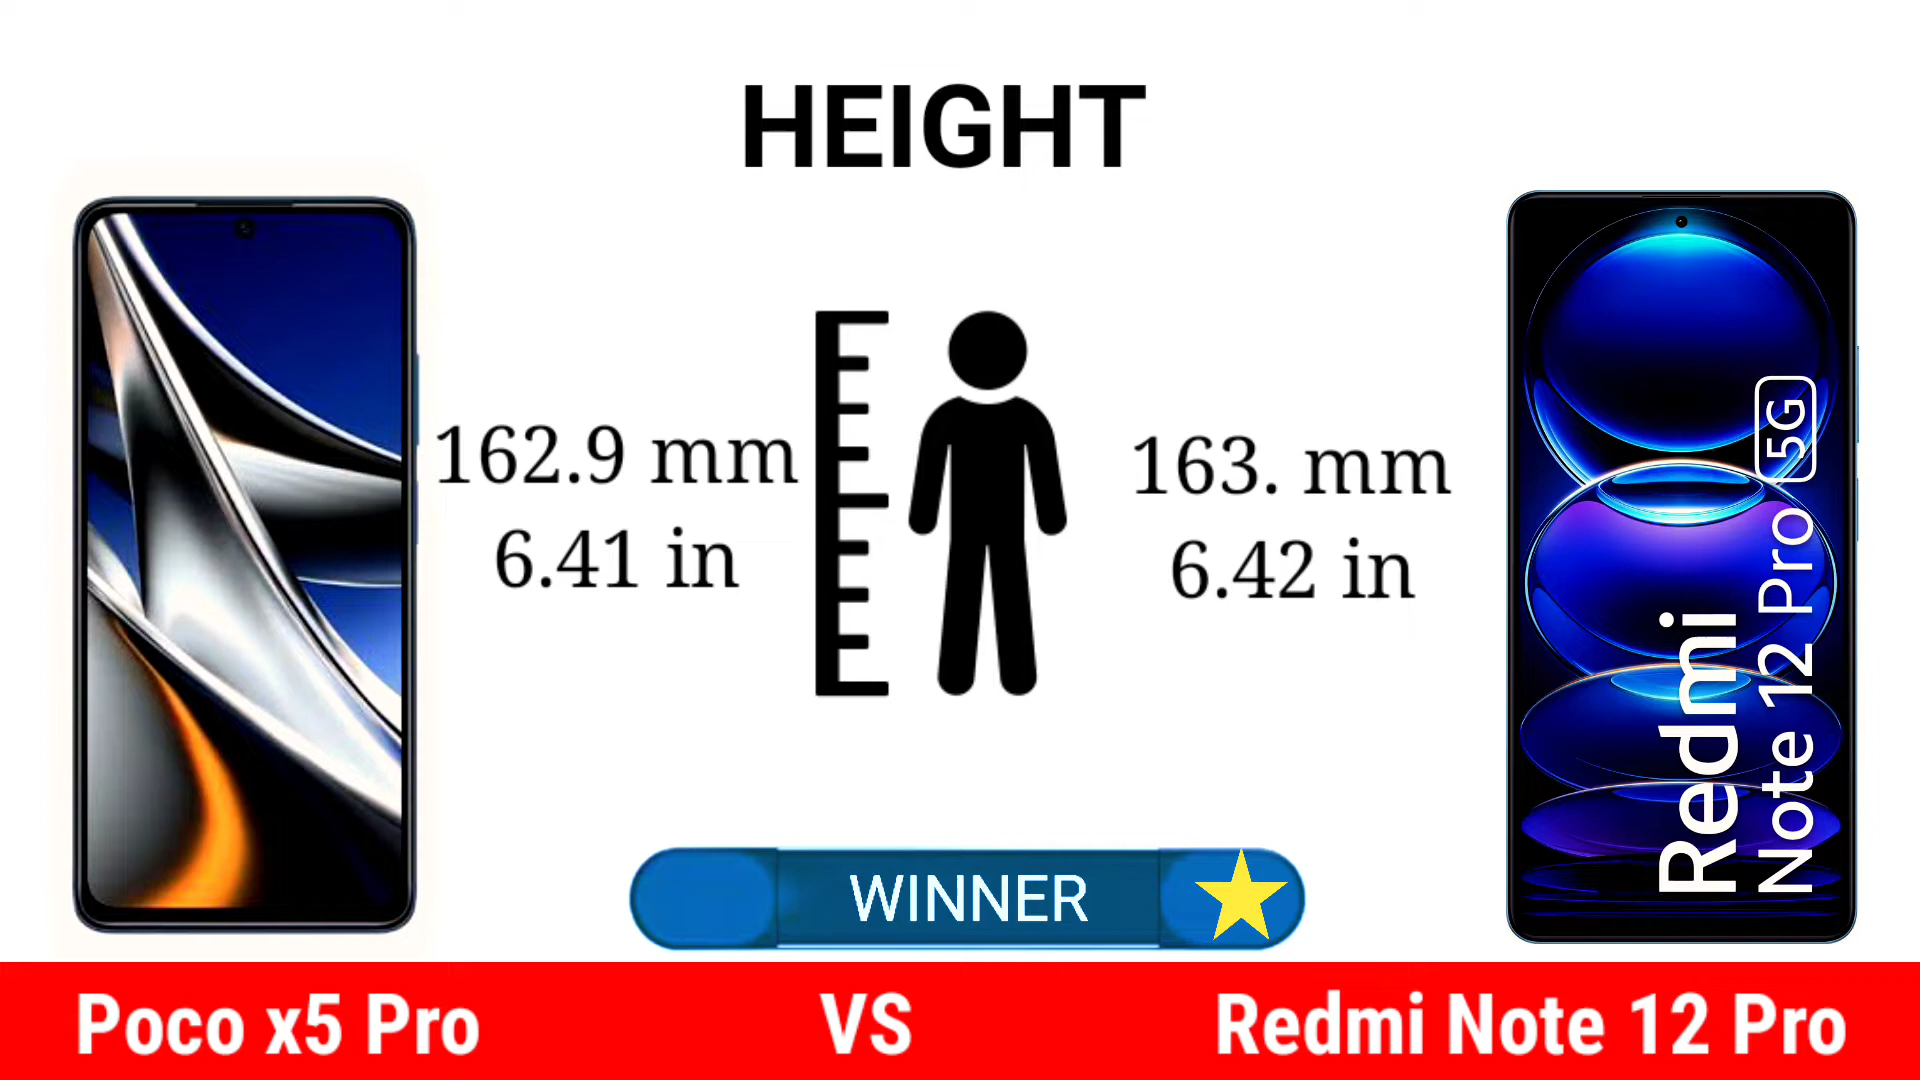 HEIGHT
162.9 mm
6.41 in
163. mm
6.42 in
Redmi
Note 12 Pro 5G
WINNER
Poco x5 Pro VS Redmi Note 12 Pro